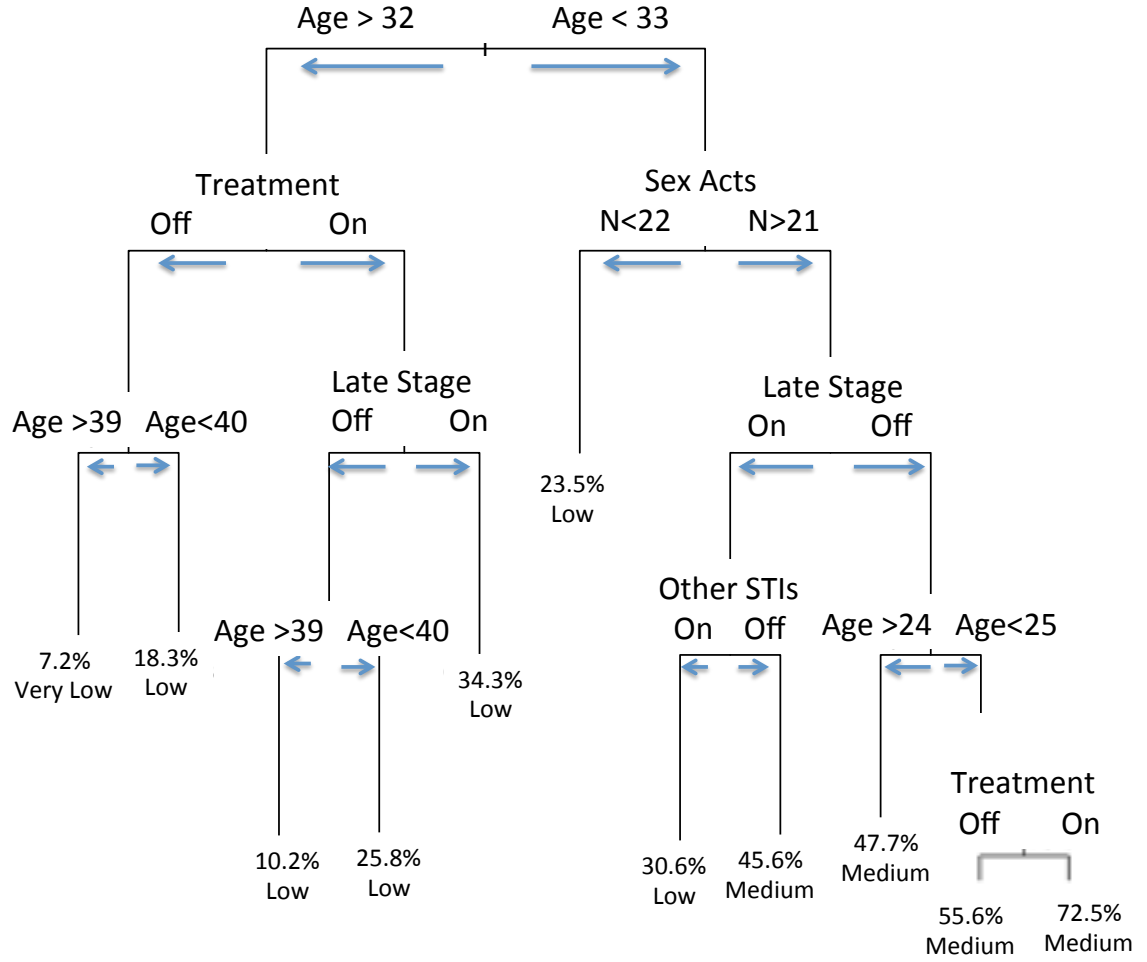 Age > 32
Age < 33
Treatment
Off
On
Sex Acts
N<22
N>21
Late Stage
Off
On
Late Stage
On
Off
Age >39
Age<40
23.5%
Low
Other STIs
On
Off
Age >24
Age<25
Age >39
Age<40
7.2%
Very Low
18.3%
Low
34.3%
Low
Treatment
Off
On
10.2%
Low
25.8%
Low
30.6%
Low
45.6%
Medium
47.7%
Medium
55.6%
Medium
72.5%
Medium